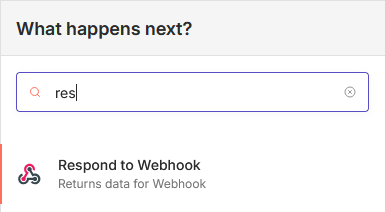 What happens next?
res
Respond to Webhook
Returns data for Webhook